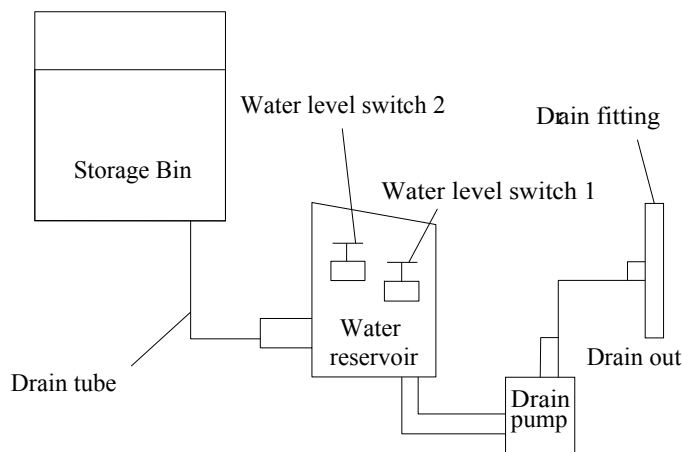 Water level switch 2
Drain fitting
Storage Bin
Water level switch 1
Water
reservoir
Drain out
Drain tube
Drain
pump